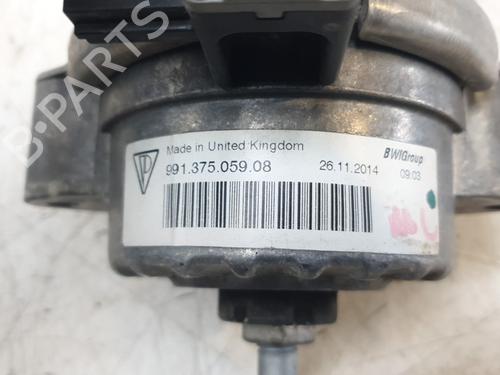 B-PARTS
Made in United Kingdom
BWIGroup
991.375.059.08
26.11.2014
09:03